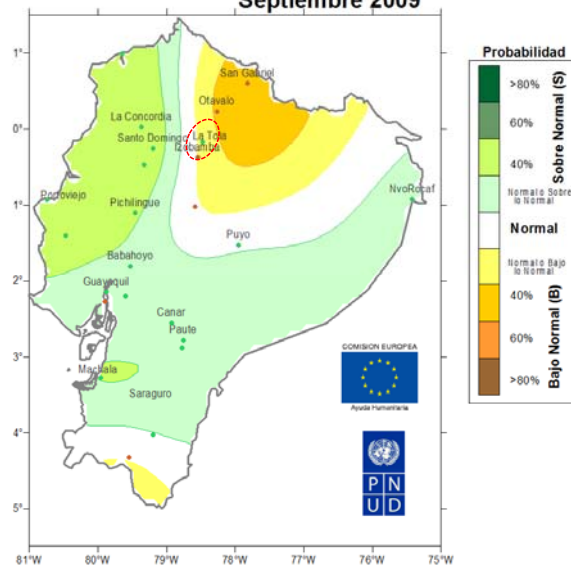 Septiembre 2009
1°
0°
1°
2°
3°
4°
5°
81°W
80°W
79°W
78°W
77°W
76°W
75°W
San Gabriel
Otavalo
La Concordia
La Tola
Santo Domingo
Izobamba
Portoviejo
NvoRocaf
Pichilingue
Puyo
Babahoyo
Guayaquil
Canar
Paute
Machala
Saraguro
COMISION EUROPEA
Ayuda Humanitaria
P N
U D
Probabilidad
>80%
60%
40%
Normal o Sobre
lo Normal
Normal
Normal o Bajo
lo Normal
40%
60%
>80%
Sobre Normal (S)
Bajo Normal (B)